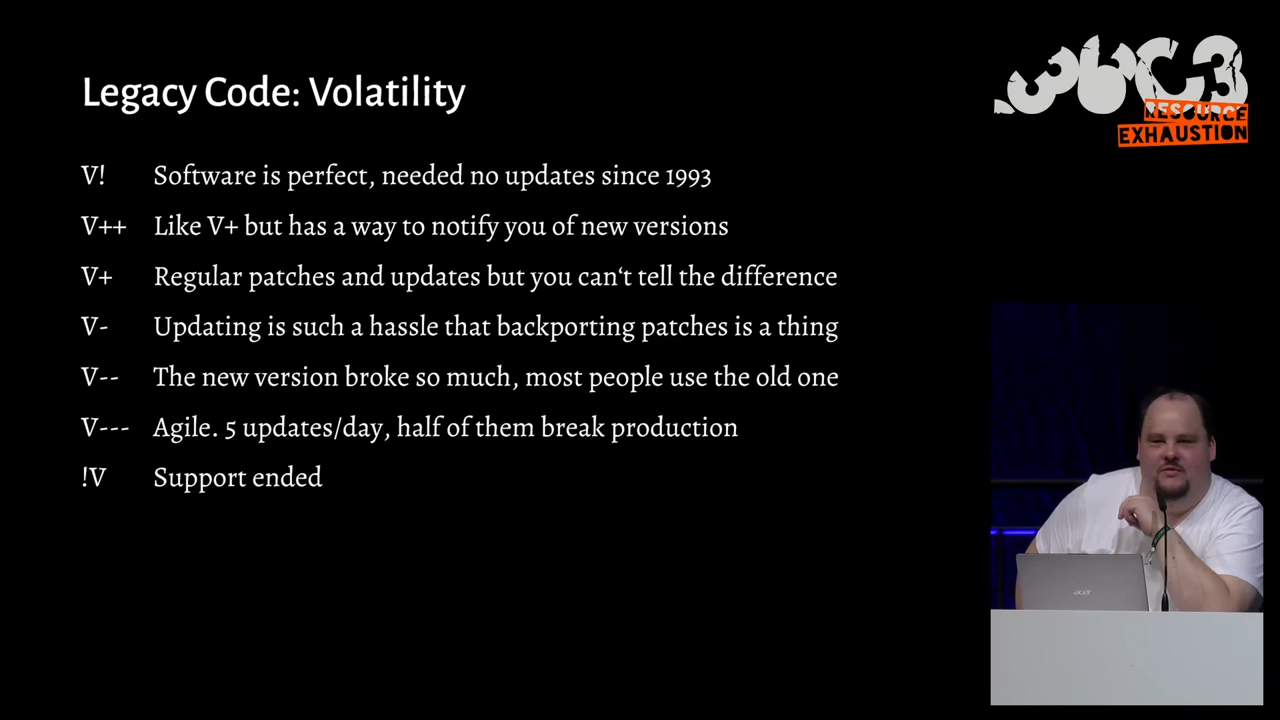 Legacy Code: Volatility
V! Software is perfect, needed no updates since 1993
V++ Like V+ but has a way to notify you of new versions
V+ Regular patches and updates but you can‘t tell the difference
V- Updating is such a hassle that backporting patches is a thing
V-- The new version broke so much, most people use the old one
V--- Agile. 5 updates/day, half of them break production
!V Support ended
36C3
RESOURCE
EXHAUSTION
acer